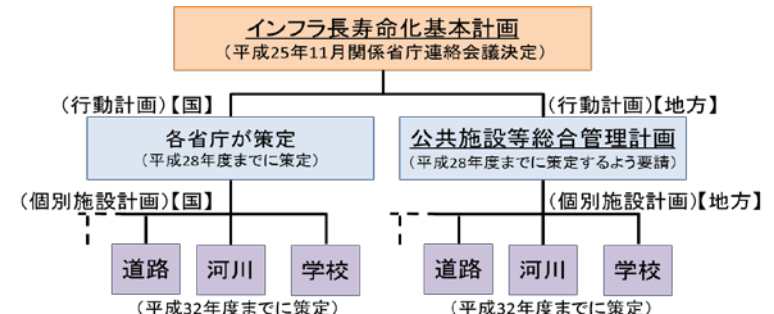 インフラ長寿命化基本計画
(平成25年11月関係省庁連絡会議決定)
(行動計画)【国】
(行動計画)【地方】
各省庁が策定
(平成28年度までに策定)
公共施設等総合管理計画
(平成28年度までに策定するよう要請)
(個別施設計画)【国】
(個別施設計画)【地方】
道路 河川 学校
道路 河川 学校
(平成32年度までに策定)
(平成32年度までに策定)